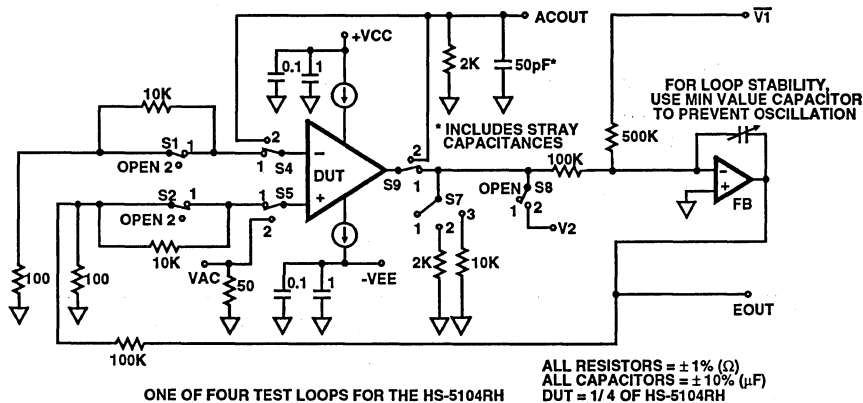 ACOUT
V1
+VCC
0.1
1
2K
50pF*
FOR LOOP STABILITY,
USE MIN VALUE CAPACITOR
TO PREVENT OSCILLATION
10K
* INCLUDES STRAY
CAPACITANCES
500K
S1
1
OPEN 2
2
1
S4
−
DUT
+
S9
2
1
100K
−
+
FB
S2
1
OPEN 2
1
S5
2
10K
S7
1
2
3
OPEN
S8
1
2
V2
100
100
VAC
50
0.1
1
-VEE
2K
10K
EOUT
100K
ALL RESISTORS = ±1% (Ω)
ALL CAPACITORS = ±10% (μF)
ONE OF FOUR TEST LOOPS FOR THE HS-5104RH
DUT = 1/4 OF HS-5104RH